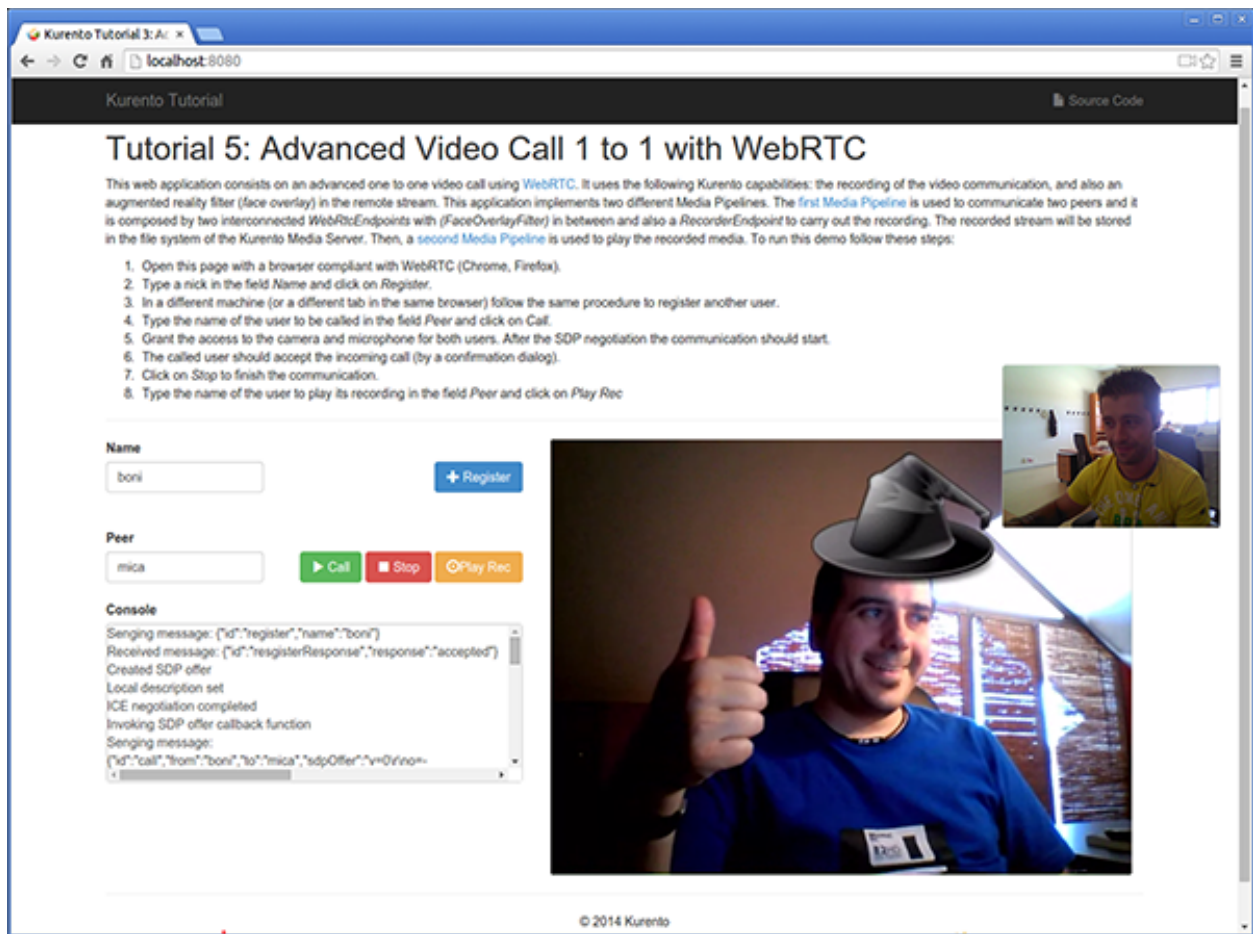 Kurento Tutorial 3: Ac
localhost:8080
Kurento Tutorial
Source Code
Tutorial 5: Advanced Video Call 1 to 1 with WebRTC
This web application consists on an advanced one to one video call using WebRTC. It uses the following Kurento capabilities: the recording of the video communication, and also an
augmented reality filter (face overlay) in the remote stream. This application implements two different Media Pipelines. The first Media Pipeline is used to communicate two peers and it
is composed by two interconnected WebRtcEndpoints with (FaceOverlayFilter) in between and also a RecorderEndpoint to carry out the recording. The recorded stream will be stored
in the file system of the Kurento Media Server. Then, a second Media Pipeline is used to play the recorded media. To run this demo follow these steps:
1. Open this page with a browser compliant with WebRTC (Chrome, Firefox).
2. Type a nick in the field Name and click on Register.
3. In a different machine (or a different tab in the same browser) follow the same procedure to register another user.
4. Type the name of the user to be called in the field Peer and click on Call.
5. Grant the access to the camera and microphone for both users. After the SDP negotiation the communication should start.
6. The called user should accept the incoming call (by a confirmation dialog).
7. Click on Stop to finish the communication.
8. Type the name of the user to play its recording in the field Peer and click on Play Rec
Name
boni
Register
Peer
mica
Call
Stop
Play Rec
Console
Senging message: {"id":"register","name":"boni"}
Received message: {"id":"resgisterResponse","response":"accepted"}
Created SDP offer
Local description set
ICE negotiation completed
Invoking SDP offer callback function
Senging message:
{"id":"call","from":"boni","to":"mica","sdpOffer":"v=0\r\no=-
© 2014 Kurento